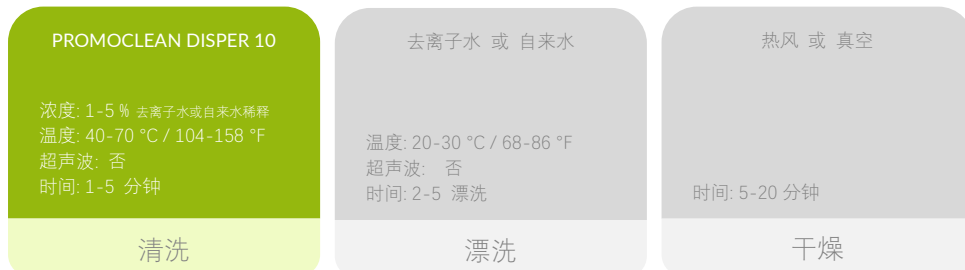 PROMOCLEAN DISPER 10
浓度: 1-5 % 去离子水或自来水稀释
温度: 40-70 °C / 104-158 °F
超声波: 否
时间: 1-5 分钟
清洗
去离子水 或 自来水
温度: 20-30 °C / 68-86 °F
超声波: 否
时间: 2-5 漂洗
漂洗
热风 或 真空
时间: 5-20 分钟
干燥